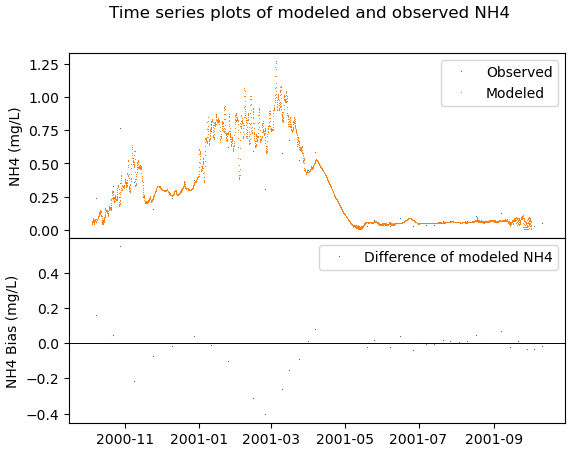 Time series plots of modeled and observed NH4
1.25
1.00
0.75
0.50
0.25
0.00
NH4 (mg/L)
Observed
Modeled
0.4
0.2
0.0
−0.2
−0.4
NH4 Bias (mg/L)
Difference of modeled NH4
2000-11 2001-01 2001-03 2001-05 2001-07 2001-09